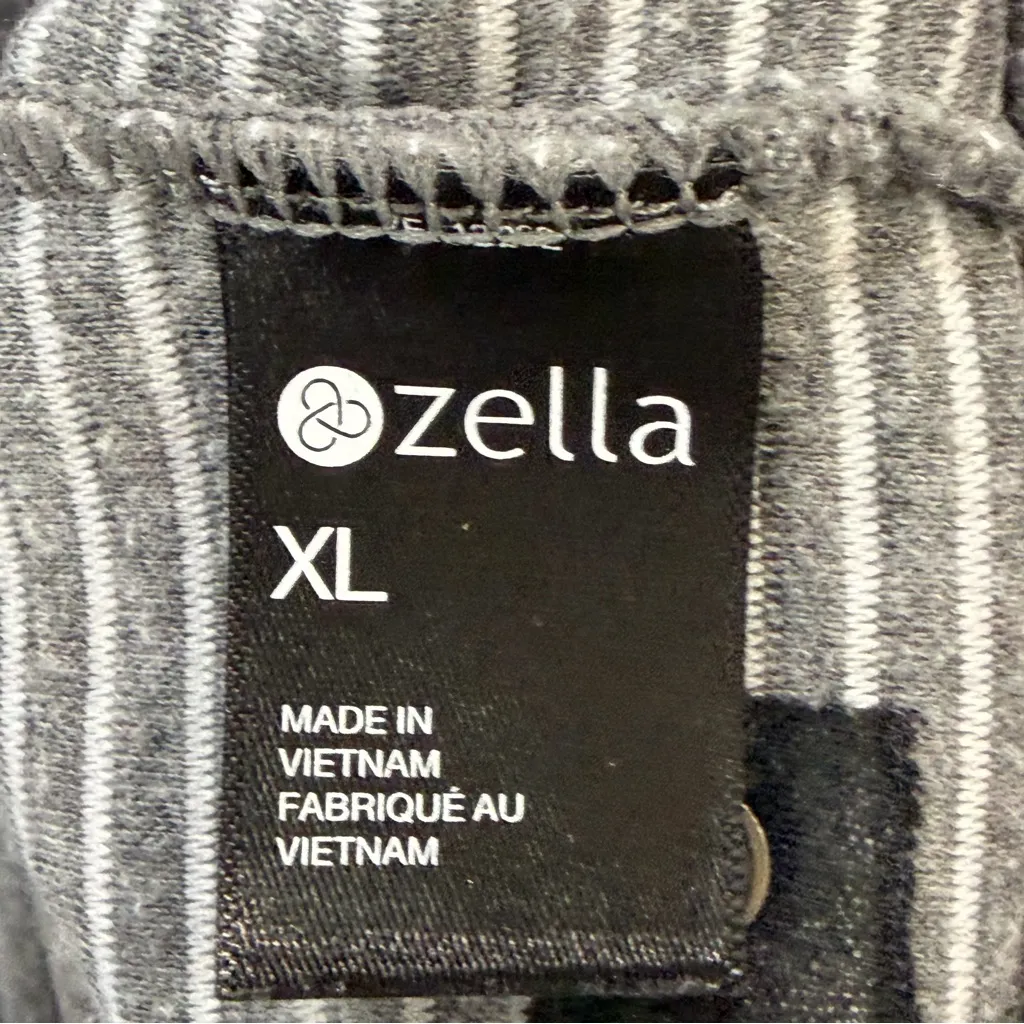 zella
XL
MADE IN
VIETNAM
FABRIQUÉ AU
VIETNAM